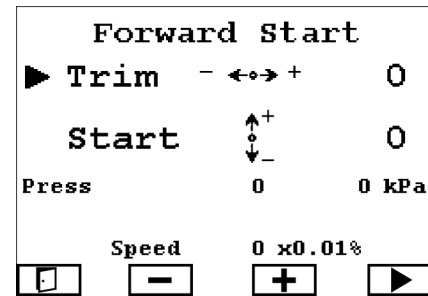 Forward Start
Trim - + 0
Start + - 0
Press 0 0 kPa
Speed 0 x0.01%